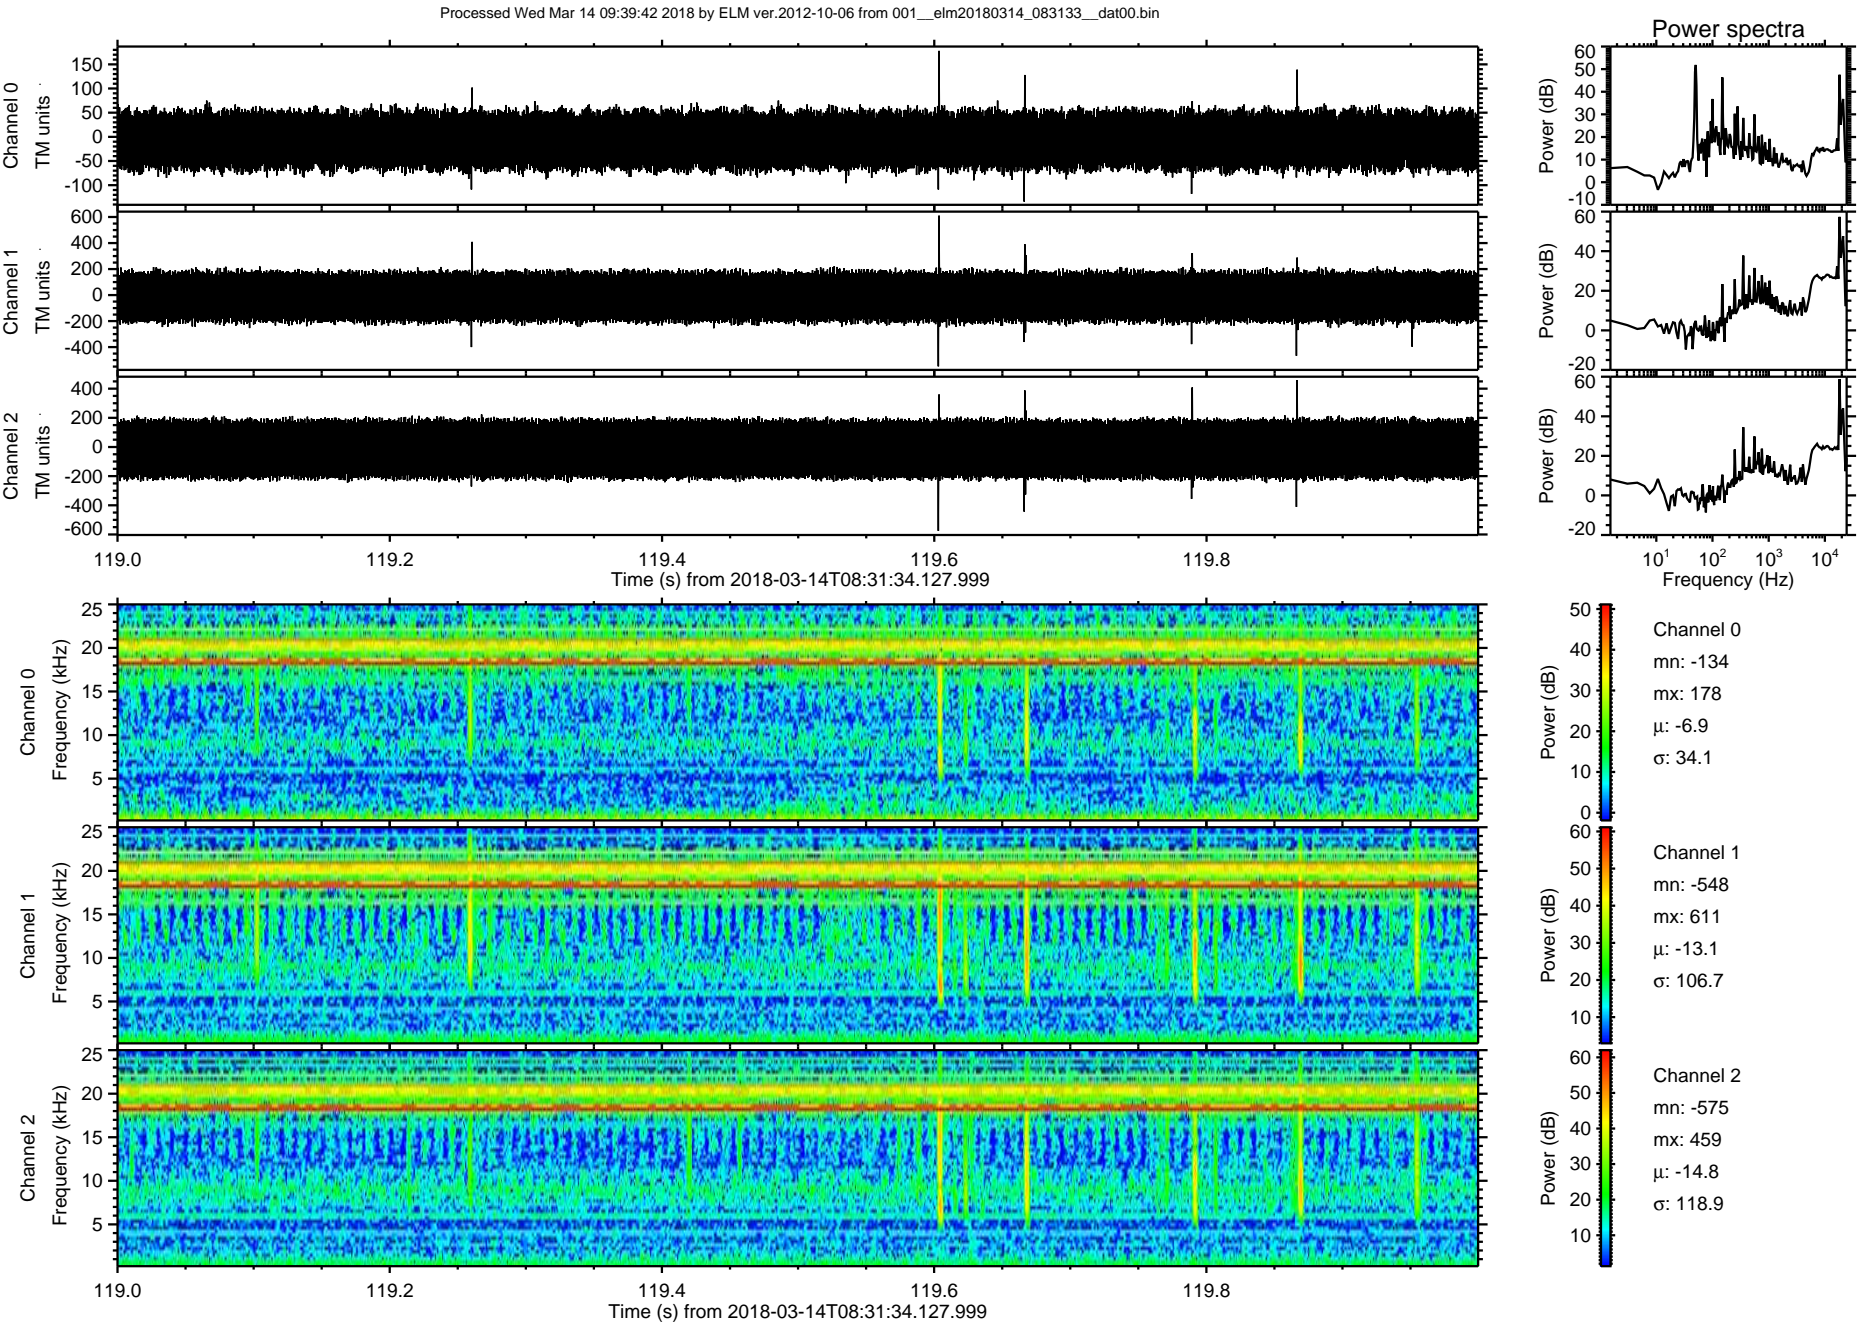 Processed Wed Mar 14 09:39:42 2018 by ELM ver.2012-10-06 from 001__elm20180314_083133__dat00.bin
Power spectra
Channel 0
TM units
150
100
50
0
-50
-100
Power (dB)
60
50
40
30
20
10
0
-10
Channel 1
TM units
600
400
200
0
-200
-400
Power (dB)
60
40
20
0
-20
Channel 2
TM units
400
200
0
-200
-400
-600
Power (dB)
60
40
20
0
-20
119.0 119.2 119.4 119.6 119.8
Time (s) from 2018-03-14T08:31:34.127.999
10¹ 10² 10³ 10⁴
Frequency (Hz)
Channel 0
Frequency (kHz)
25
20
15
10
5
Power (dB)
50
40
30
20
10
0
Channel 0
mn: -134
mx: 178
μ: -6.9
σ: 34.1
Channel 1
Frequency (kHz)
25
20
15
10
5
Power (dB)
60
50
40
30
20
10
Channel 1
mn: -548
mx: 611
μ: -13.1
σ: 106.7
Channel 2
Frequency (kHz)
25
20
15
10
5
Power (dB)
60
50
40
30
20
10
Channel 2
mn: -575
mx: 459
μ: -14.8
σ: 118.9
119.0 119.2 119.4 119.6 119.8
Time (s) from 2018-03-14T08:31:34.127.999